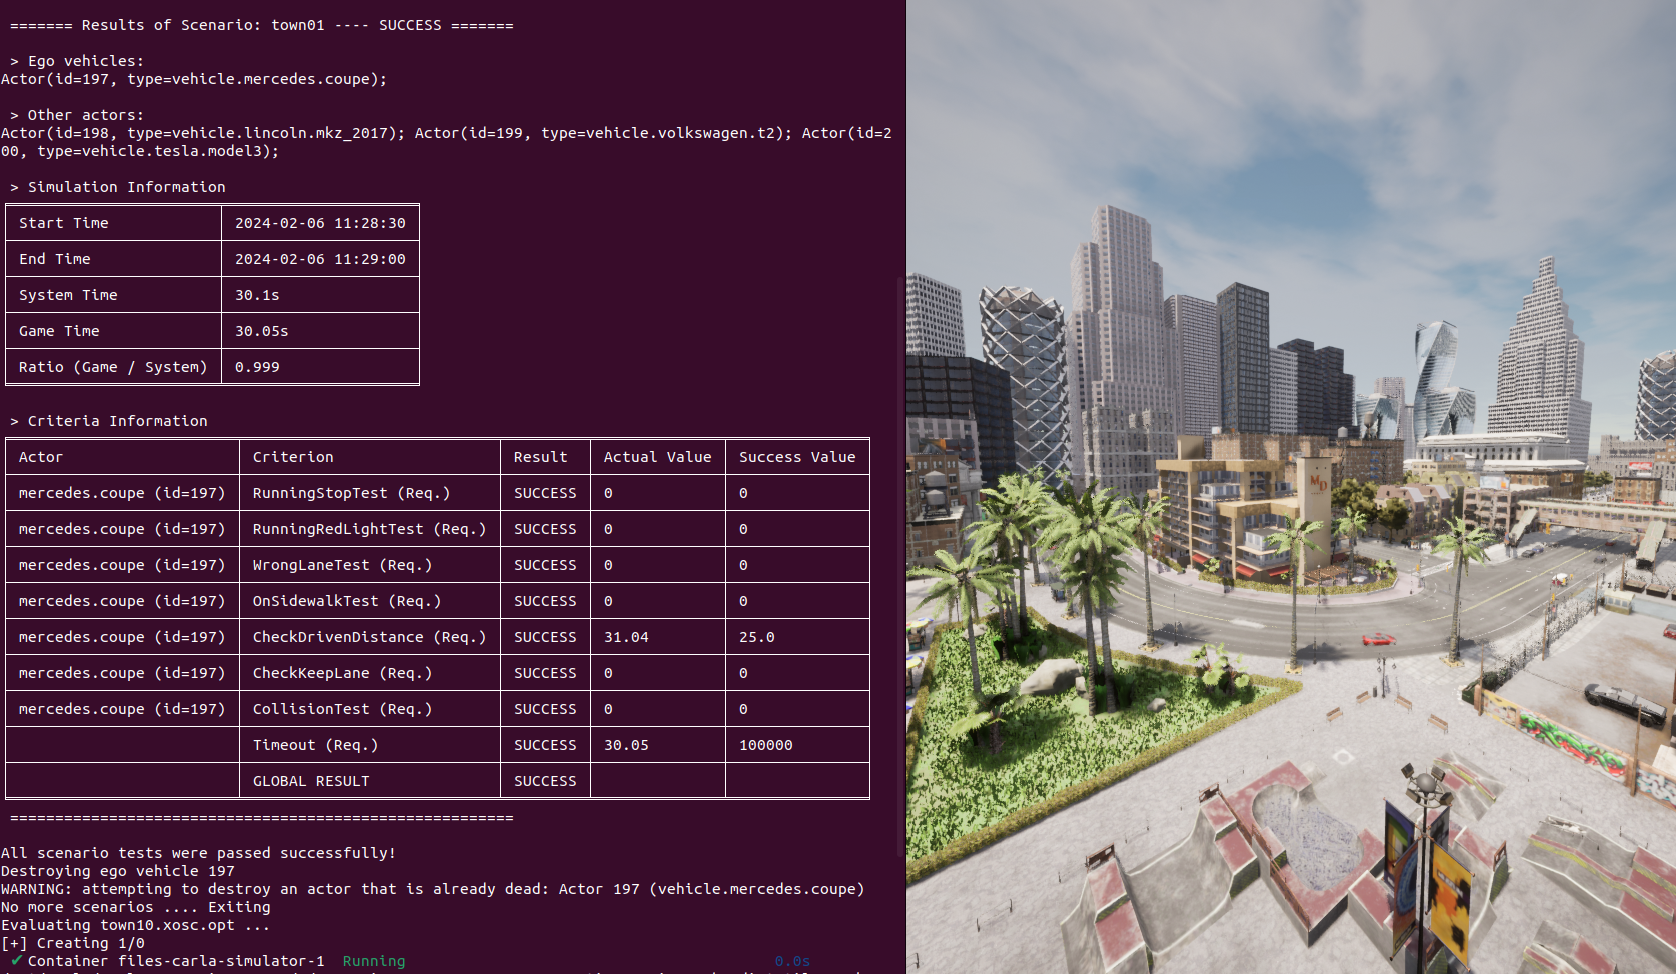 ======= Results of Scenario: town01 ---- SUCCESS =======
> Ego vehicles:
Actor(id=197, type=vehicle.mercedes.coupe);
> Other actors:
Actor(id=198, type=vehicle.lincoln.mkz_2017); Actor(id=199, type=vehicle.volkswagen.t2); Actor(id=2
00, type=vehicle.tesla.model3);
> Simulation Information
Start Time 2024-02-06 11:28:30
End Time 2024-02-06 11:29:00
System Time 30.1s
Game Time 30.05s
Ratio (Game / System) 0.999
> Criteria Information
Actor Criterion Result Actual Value Success Value
mercedes.coupe (id=197) RunningStopTest (Req.) SUCCESS 0 0
mercedes.coupe (id=197) RunningRedLightTest (Req.) SUCCESS 0 0
mercedes.coupe (id=197) WrongLaneTest (Req.) SUCCESS 0 0
mercedes.coupe (id=197) OnSidewalkTest (Req.) SUCCESS 0 0
mercedes.coupe (id=197) CheckDrivenDistance (Req.) SUCCESS 31.04 25.0
mercedes.coupe (id=197) CheckKeepLane (Req.) SUCCESS 0 0
mercedes.coupe (id=197) CollisionTest (Req.) SUCCESS 0 0
Timeout (Req.) SUCCESS 30.05 100000
GLOBAL RESULT SUCCESS
========================================================
All scenario tests were passed successfully!
Destroying ego vehicle 197
WARNING: attempting to destroy an actor that is already dead: Actor 197 (vehicle.mercedes.coupe)
No more scenarios .... Exiting
Evaluating town10.xosc.opt ...
[+] Creating 1/0
✔ Container files-carla-simulator-1 Running 0.0s
MD